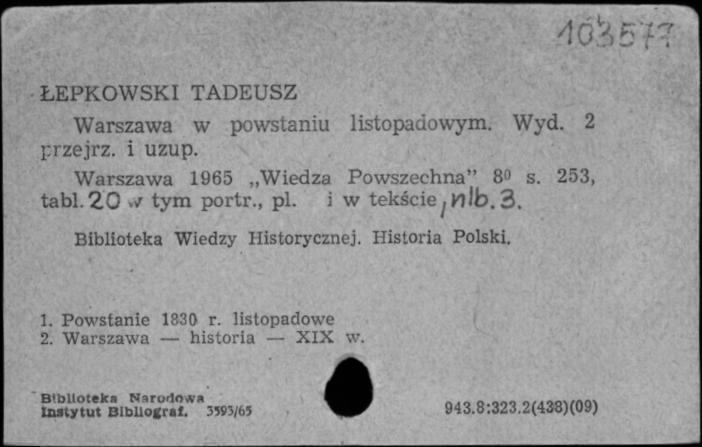 103577
ŁEPKOWSKI TADEUSZ
Warszawa w powstaniu listopadowym. Wyd. 2
przejrz. i uzup.
Warszawa 1965 „Wiedza Powszechna” 8⁰ s. 253,
tabl. 20 w tym portr., pl. i w tekście, nlb. 3.
Biblioteka Wiedzy Historycznej. Historia Polski.
1. Powstanie 1830 r. listopadowe
2. Warszawa — historia — XIX w.
Biblioteka Narodowa
Instytut Bibliograf. 3593/65
943.8:323.2(438)(09)